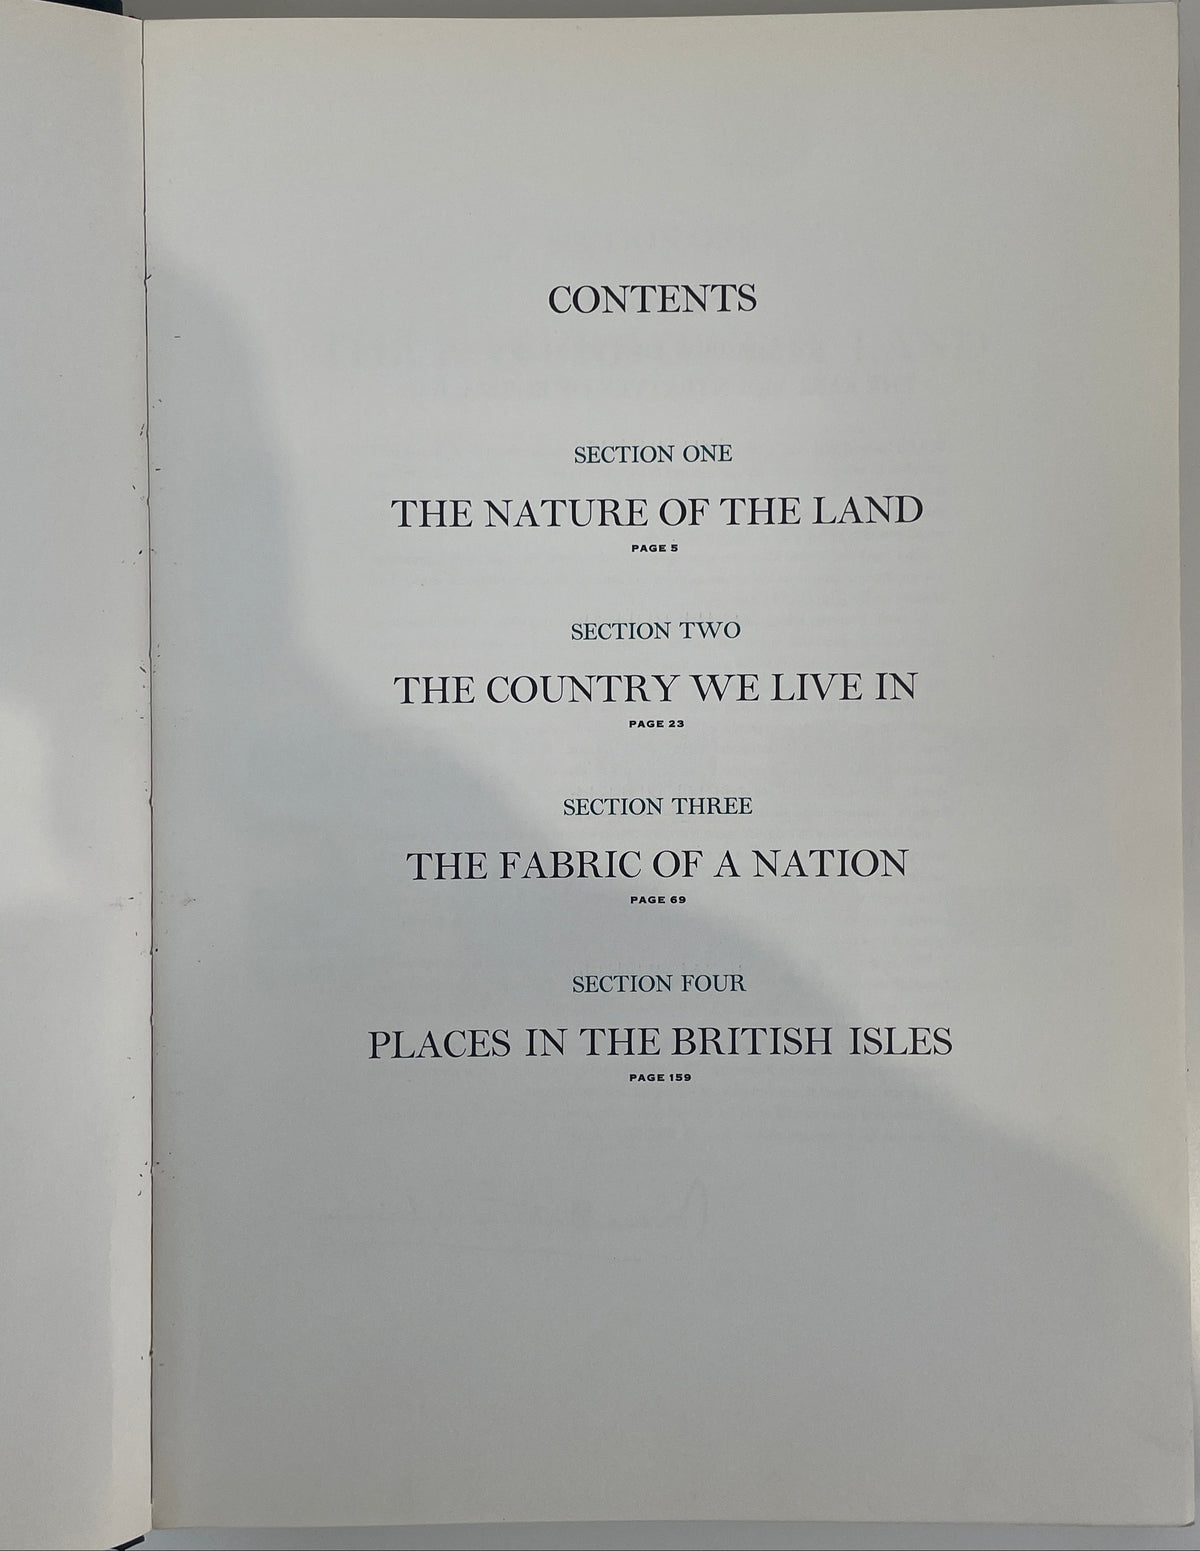 CONTENTS
SECTION ONE
THE NATURE OF THE LAND
PAGE 5
SECTION TWO
THE COUNTRY WE LIVE IN
PAGE 23
SECTION THREE
THE FABRIC OF A NATION
PAGE 69
SECTION FOUR
PLACES IN THE BRITISH ISLES
PAGE 159